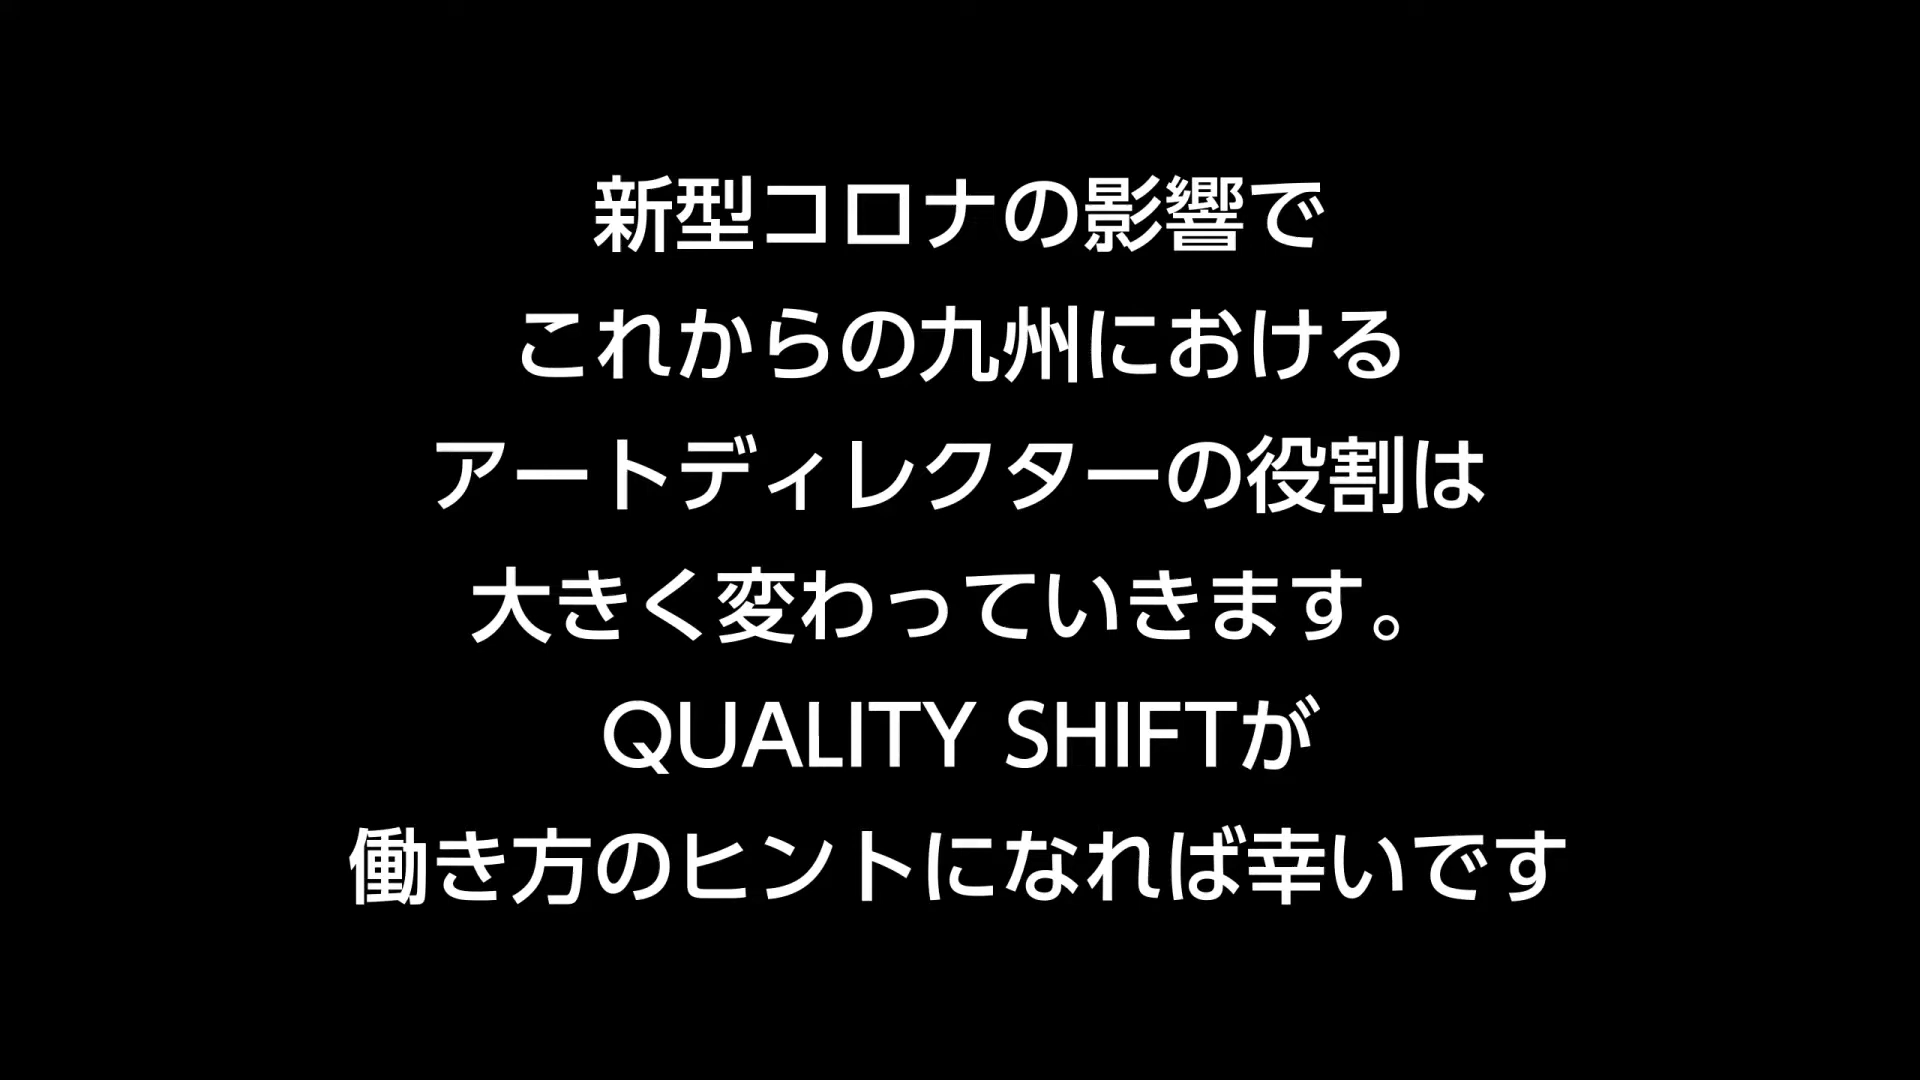 新型コロナの影響で
これからの九州における
アートディレクターの役割は
大きく変わっていきます。
QUALITY SHIFTが
働き方のヒントになれば幸いです